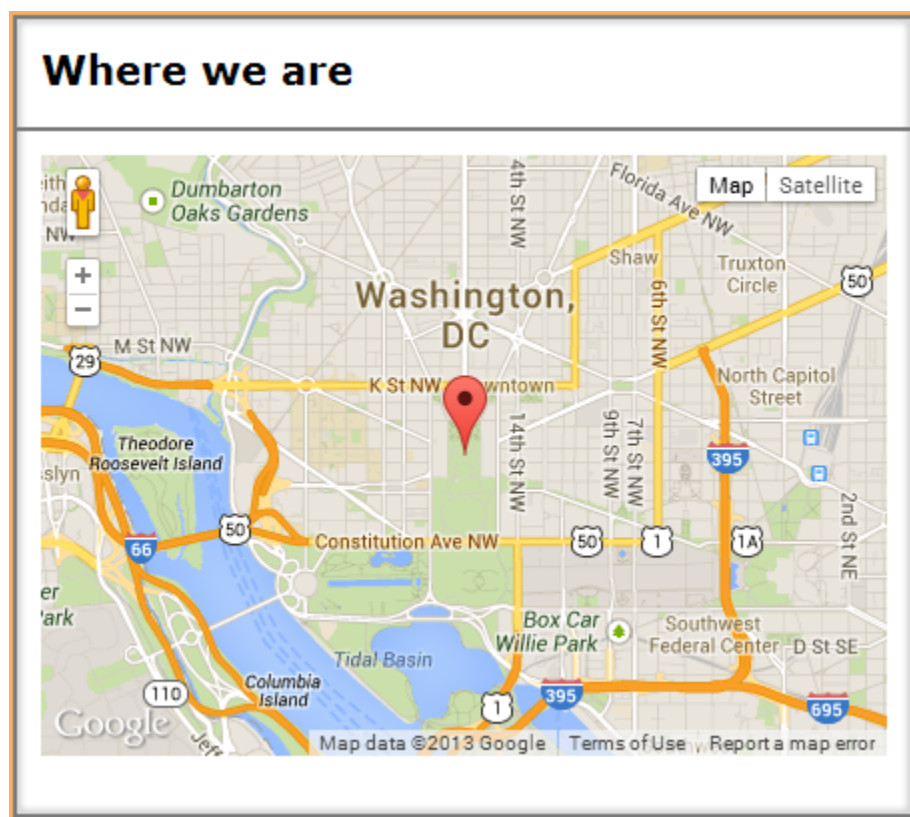 Where we are
Dumbarton
Oaks Gardens
NW
4th St NW
Florida Ave NW
Map
Satellite
Shaw
Truxton
Circle
50
+
−
6th St NW
Washington,
DC
M St NW
29
K St NW
North Capitol
Street
14th St NW
9th St NW
7th St NW
395
Theodore
Roosevelt Island
2nd St NE
50
66
Constitution Ave NW
50
1
1A
Box Car
Willie Park
Southwest
Federal Center
D St SE
Tidal Basin
Columbia
Island
110
1
395
695
Google
Map data ©2013 Google
Terms of Use
Report a map error